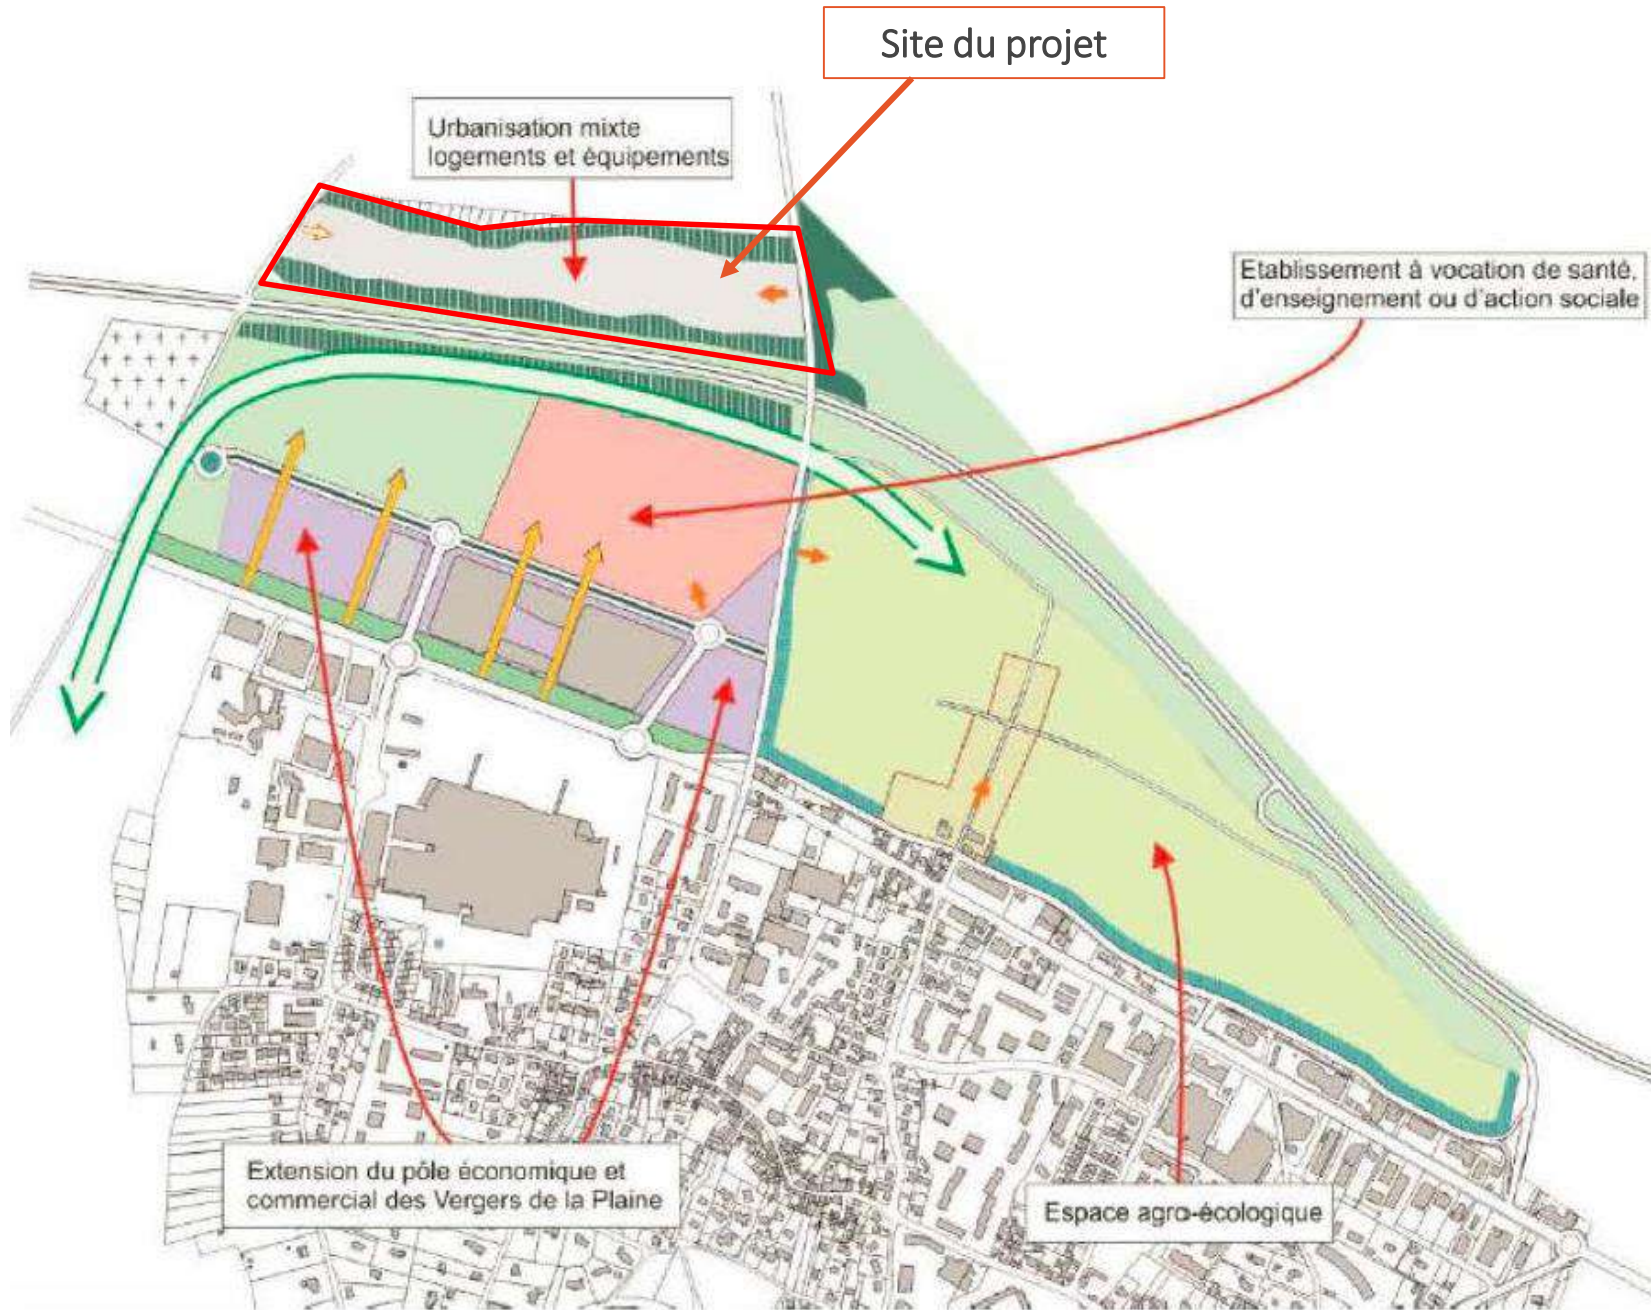 Site du projet
Urbanisation mixte
logements et équipements
Etablissement à vocation de santé,
d'enseignement ou d'action sociale
Extension du pôle économique et
commercial des Vergers de la Plaine
Espace agro-écologique